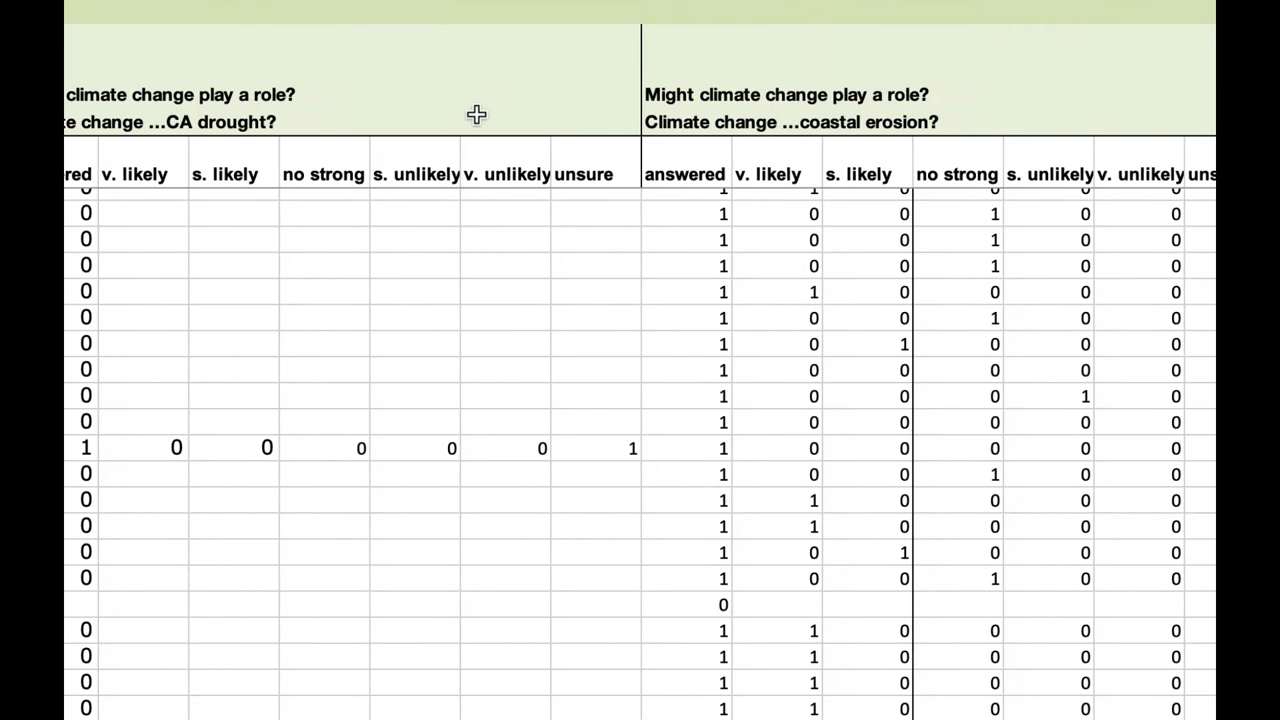 climate change play a role? Might climate change play a role?
change ...CA drought? Climate change ...coastal erosion?
v. likely s. likely no strong s. unlikely v. unlikely unsure answered v. likely s. likely no strong s. unlikely v. unlikely
0 1 0 0 1 0 0
0 1 0 0 1 0 0
0 1 0 0 1 0 0
0 1 1 0 0 0 0
0 1 0 0 1 0 0
0 1 0 1 0 0 0
0 1 0 0 0 0 0
0 1 0 0 0 1 0
0 1 0 0 0 0 0
1 0 0 0 0 0 1 1 0 0 0 0 0
0 1 0 0 1 0 0
0 1 1 0 0 0 0
0 1 1 0 0 0 0
0 1 0 1 0 0 0
0 1 0 0 1 0 0
0
0 1 1 0 0 0 0
0 1 1 0 0 0 0
0 1 1 0 0 0 0
0 1 1 0 0 0 0